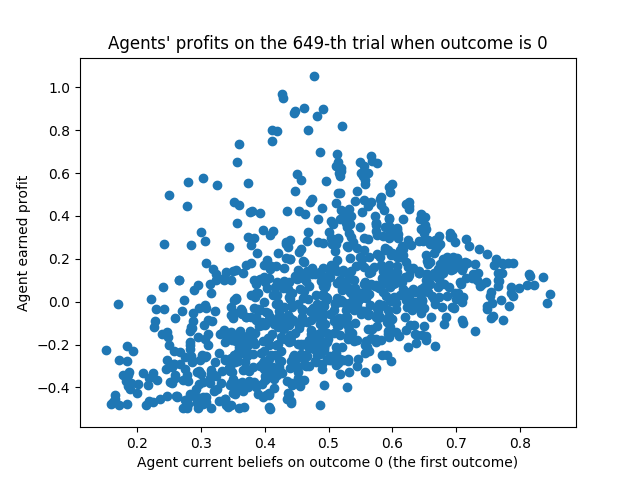 Agents' profits on the 649-th trial when outcome is 0
1.0
0.8
0.6
0.4
0.2
0.0
−0.2
−0.4
Agent earned profit
0.2 0.3 0.4 0.5 0.6 0.7 0.8
Agent current beliefs on outcome 0 (the first outcome)